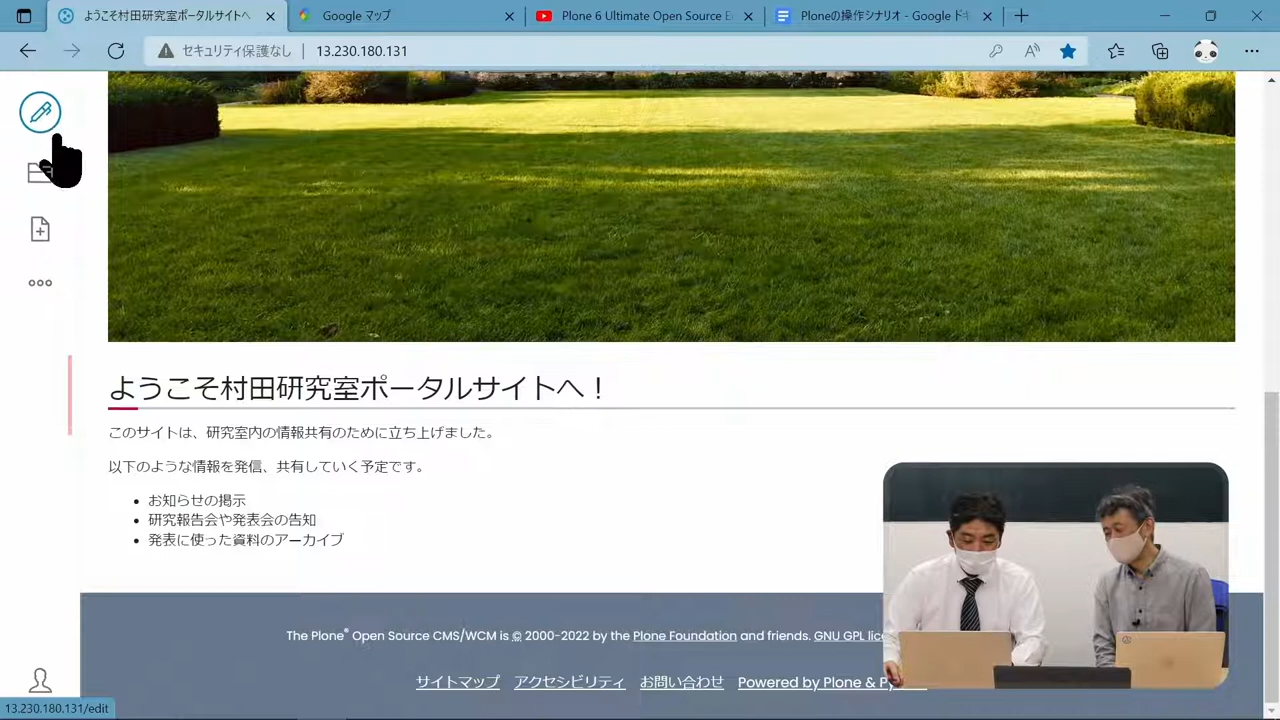 ようこそ村田研究室ポータルサイトへ
Google マップ
Plone 6 Ultimate Open Source E
Ploneの操作シナリオ - Google ドキ
セキュリティ保護なし
13.230.180.131
ようこそ村田研究室ポータルサイトへ！
このサイトは、研究室内の情報共有のために立ち上げました。
以下のような情報を発信、共有していく予定です。
• お知らせの掲示
• 研究報告会や発表会の告知
• 発表に使った資料のアーカイブ
The Plone® Open Source CMS/WCM is © 2000-2022 by the Plone Foundation and friends. GNU GPL lic
サイトマップ アクセシビリティ お問い合わせ Powered by Plone & Py
13.230.180.131/edit